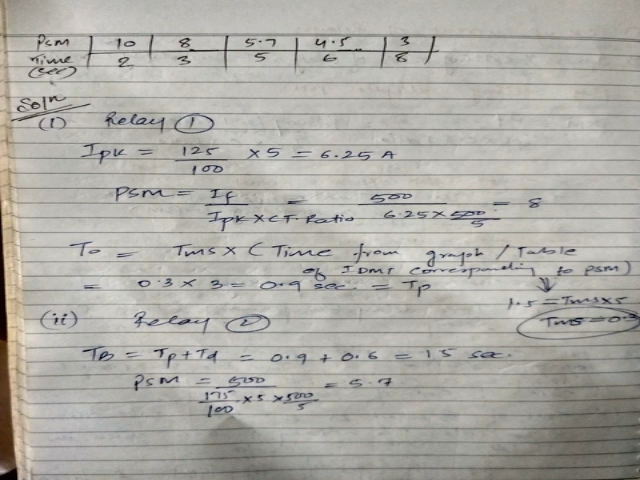 PSM | 10 | 8 | 5.7 | 4.5 | 3 |
Time (sec) | 2 | 3 | 5 | 6 | 8 |
Soln
(i) Relay ①
Ipk = 125/100 × 5 = 6.25 A
PSM = If / Ipk × CT. Ratio = 500 / 6.25 × 500/5 = 8
To = TMS × ( Time from graph / Table
of IDMT corresponding to PSM)
= 0.3 × 3 = 0.9 sec. = Tp
1.5 = TMS × 5
TMS = 0.3
(ii) Relay ②
TB = Tp + Td = 0.9 + 0.6 = 15 sec.
PSM = 500 / 175/100 × 5 × 500/5 = 5.7